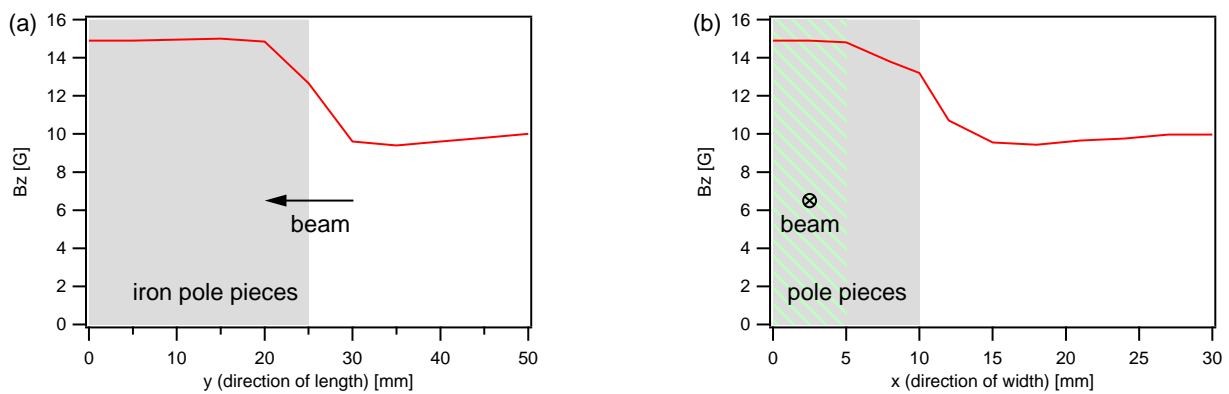 (a)
16
14
12
10
8
6
4
2
0
Bz [G]
beam
iron pole pieces
0 10 20 30 40 50
y (direction of length) [mm]
(b)
16
14
12
10
8
6
4
2
0
Bz [G]
beam
pole pieces
0 5 10 15 20 25 30
x (direction of width) [mm]